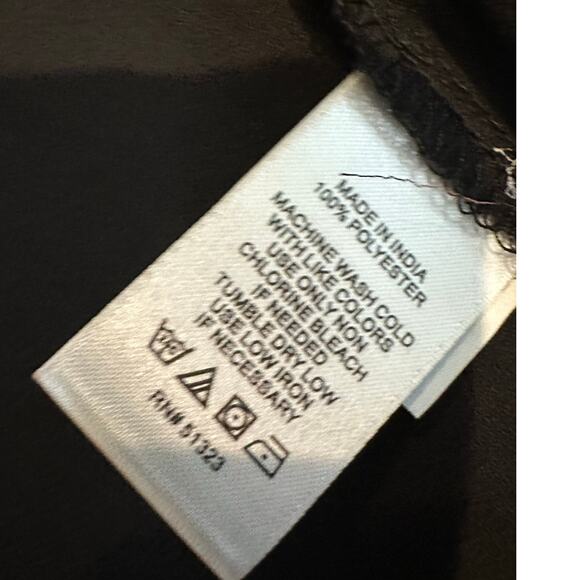 MADE IN INDIA
100% POLYESTER
MACHINE WASH COLD
WITH LIKE COLORS
USE ONLY NON
CHLORINE BLEACH
IF NEEDED
TUMBLE DRY LOW
USE LOW IRON
IF NECESSARY
RN# 51323